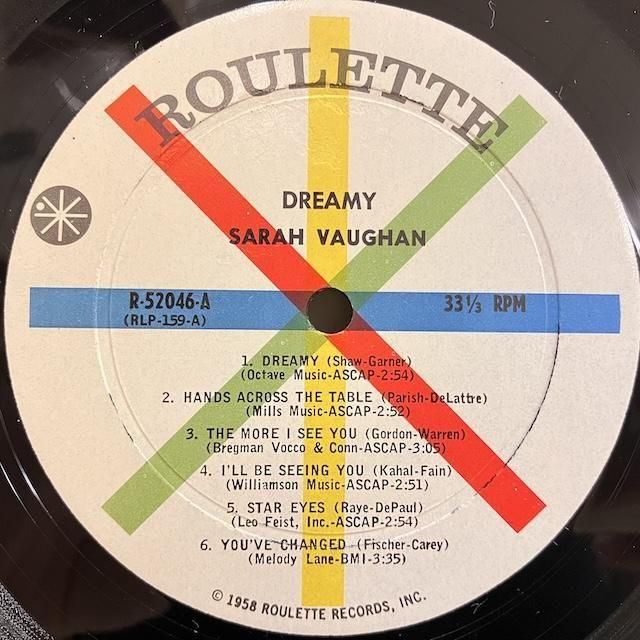 ROULETTE
DREAMY
SARAH VAUGHAN
R-52046-A 33⅓ RPM
(RLP-159-A)
1. DREAMY (Shaw-Garner)
(Octave Music-ASCAP-2:54)
2. HANDS ACROSS THE TABLE (Parish-DeLattre)
(Mills Music-ASCAP-2:52)
3. THE MORE I SEE YOU (Gordon-Warren)
(Bregman Vocco & Conn-ASCAP-3:05)
4. I'LL BE SEEING YOU (Kahal-Fain)
(Williamson Music-ASCAP-2:51)
5. STAR EYES (Raye-DePaul)
(Leo Feist, Inc.-ASCAP-2:54)
6. YOU'VE CHANGED (Fischer-Carey)
(Melody Lane-BMI-3:35)
© 1958 ROULETTE RECORDS, INC.